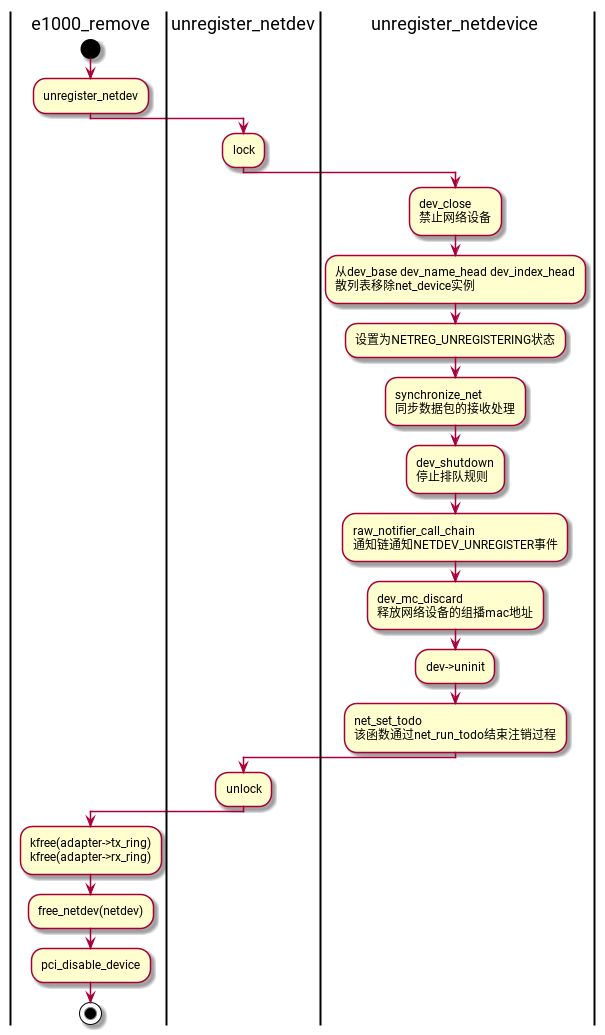 e1000_remove
unregister_netdev
unregister_netdevice
unregister_netdev
lock
dev_close
禁止网络设备
从dev_base dev_name_head dev_index_head
散列表移除net_device实例
设置为NETREG_UNREGISTERING状态
synchronize_net
同步数据包的接收处理
dev_shutdown
停止排队规则
raw_notifier_call_chain
通知链通知NETDEV_UNREGISTER事件
dev_mc_discard
释放网络设备的组播mac地址
dev->uninit
net_set_todo
该函数通过net_run_todo结束注销过程
unlock
kfree(adapter->tx_ring)
kfree(adapter->rx_ring)
free_netdev(netdev)
pci_disable_device